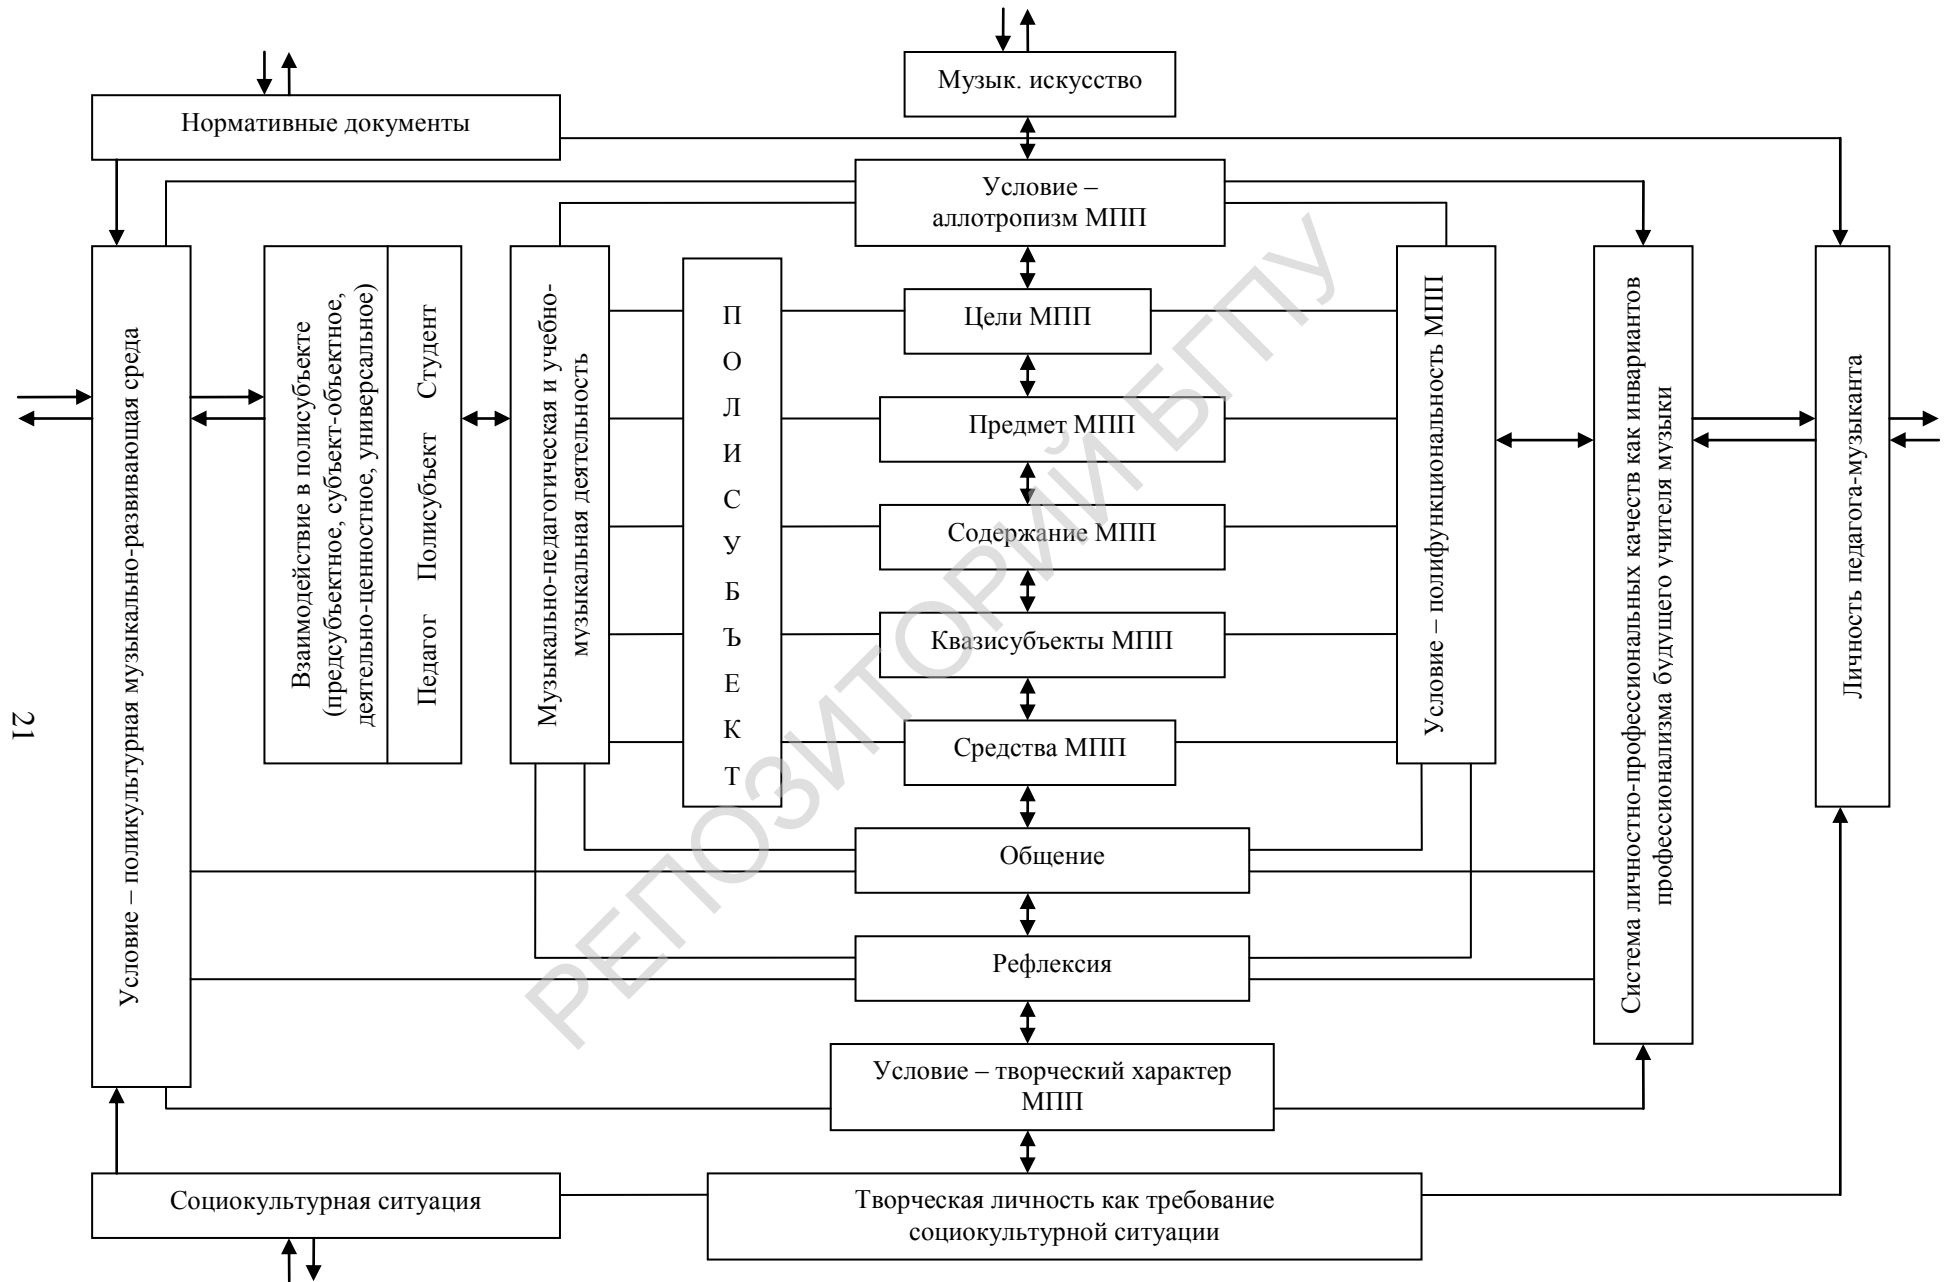 Музык. искусство
Нормативные документы
Условие –
аллотропизм МПП
Условие – поликультурная музыкально-развивающая среда
Взаимодействие в полисубъекте
(предсубъектное, субъект-объектное,
деятельно-ценностное, универсальное)
Педагог Полисубъект Студент
Музыкально-педагогическая и учебно-
музыкальная деятельность
П
О
Л
И
С
У
Б
Ъ
Е
К
Т
Цели МПП
Предмет МПП
Содержание МПП
Квазисубъекты МПП
Средства МПП
Условие – полифункциональность МПП
Система личностно-профессиональных качеств как инвариантов
профессионализма будущего учителя музыки
Личность педагога-музыканта
Общение
Рефлексия
Условие – творческий характер
МПП
Социокультурная ситуация
Творческая личность как требование
социокультурной ситуации
21
РЕПОЗИТОРИЙ БГПУ